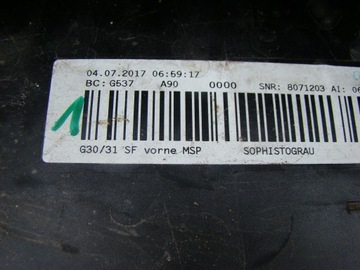 04.07.2017 06:59:17
BC: G537 A90 0000 SNR: 8071203 AI: 06
1
G30/31 SF vorne MSP SOPHISTOGRAU